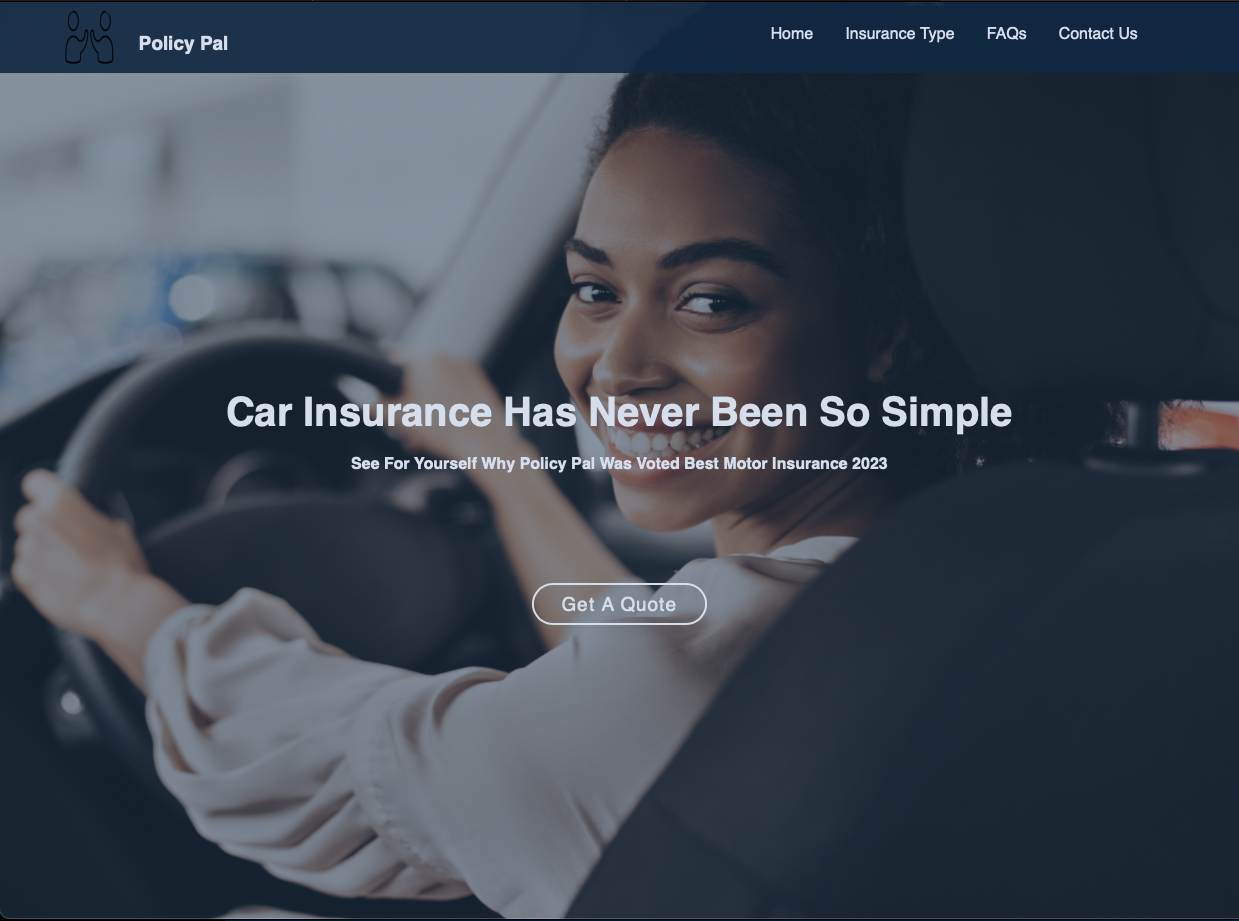 Policy Pal
Home
Insurance Type
FAQs
Contact Us
Car Insurance Has Never Been So Simple
See For Yourself Why Policy Pal Was Voted Best Motor Insurance 2023
Get A Quote